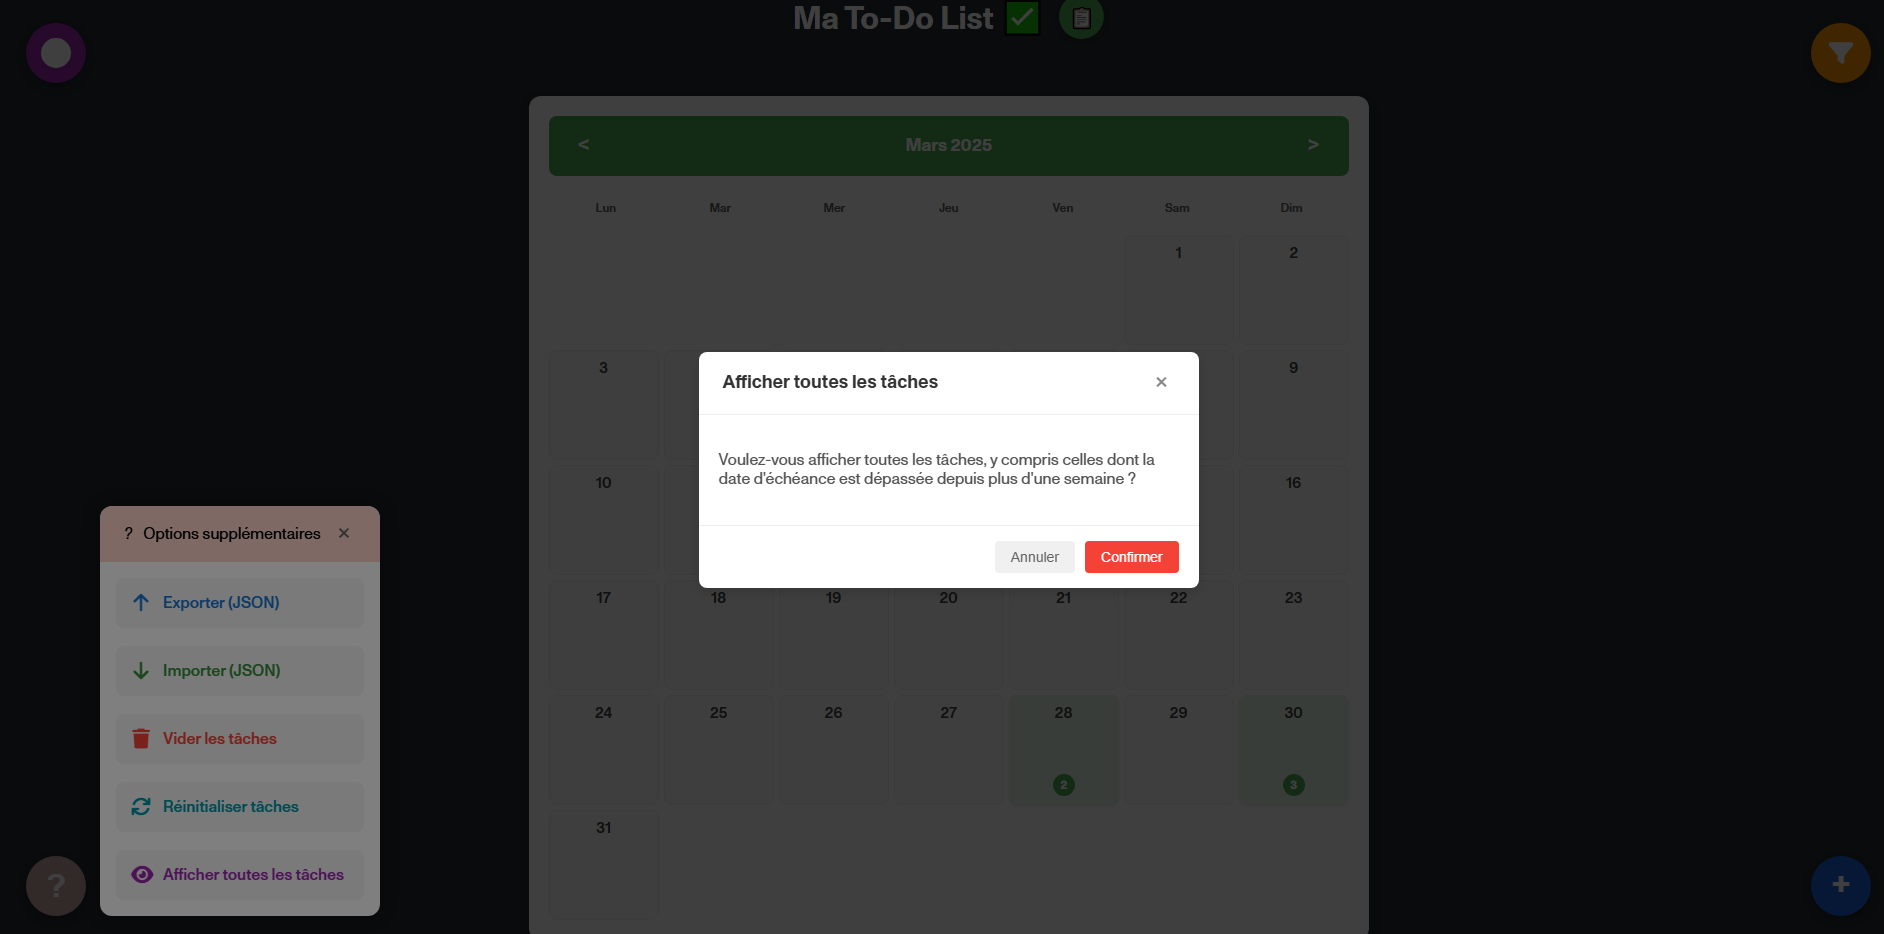 Ma To-Do List
Mars 2025
<
>
Lun Mar Mer Jeu Ven Sam Dim
1 2
3 9
10 16
17 18 19 20 21 22 23
24 25 26 27 28 29 30
2 3
31
Afficher toutes les tâches ×
Voulez-vous afficher toutes les tâches, y compris celles dont la
date d'échéance est dépassée depuis plus d'une semaine ?
Annuler Confirmer
? Options supplémentaires ×
Exporter (JSON)
Importer (JSON)
Vider les tâches
Réinitialiser tâches
Afficher toutes les tâches
?
+